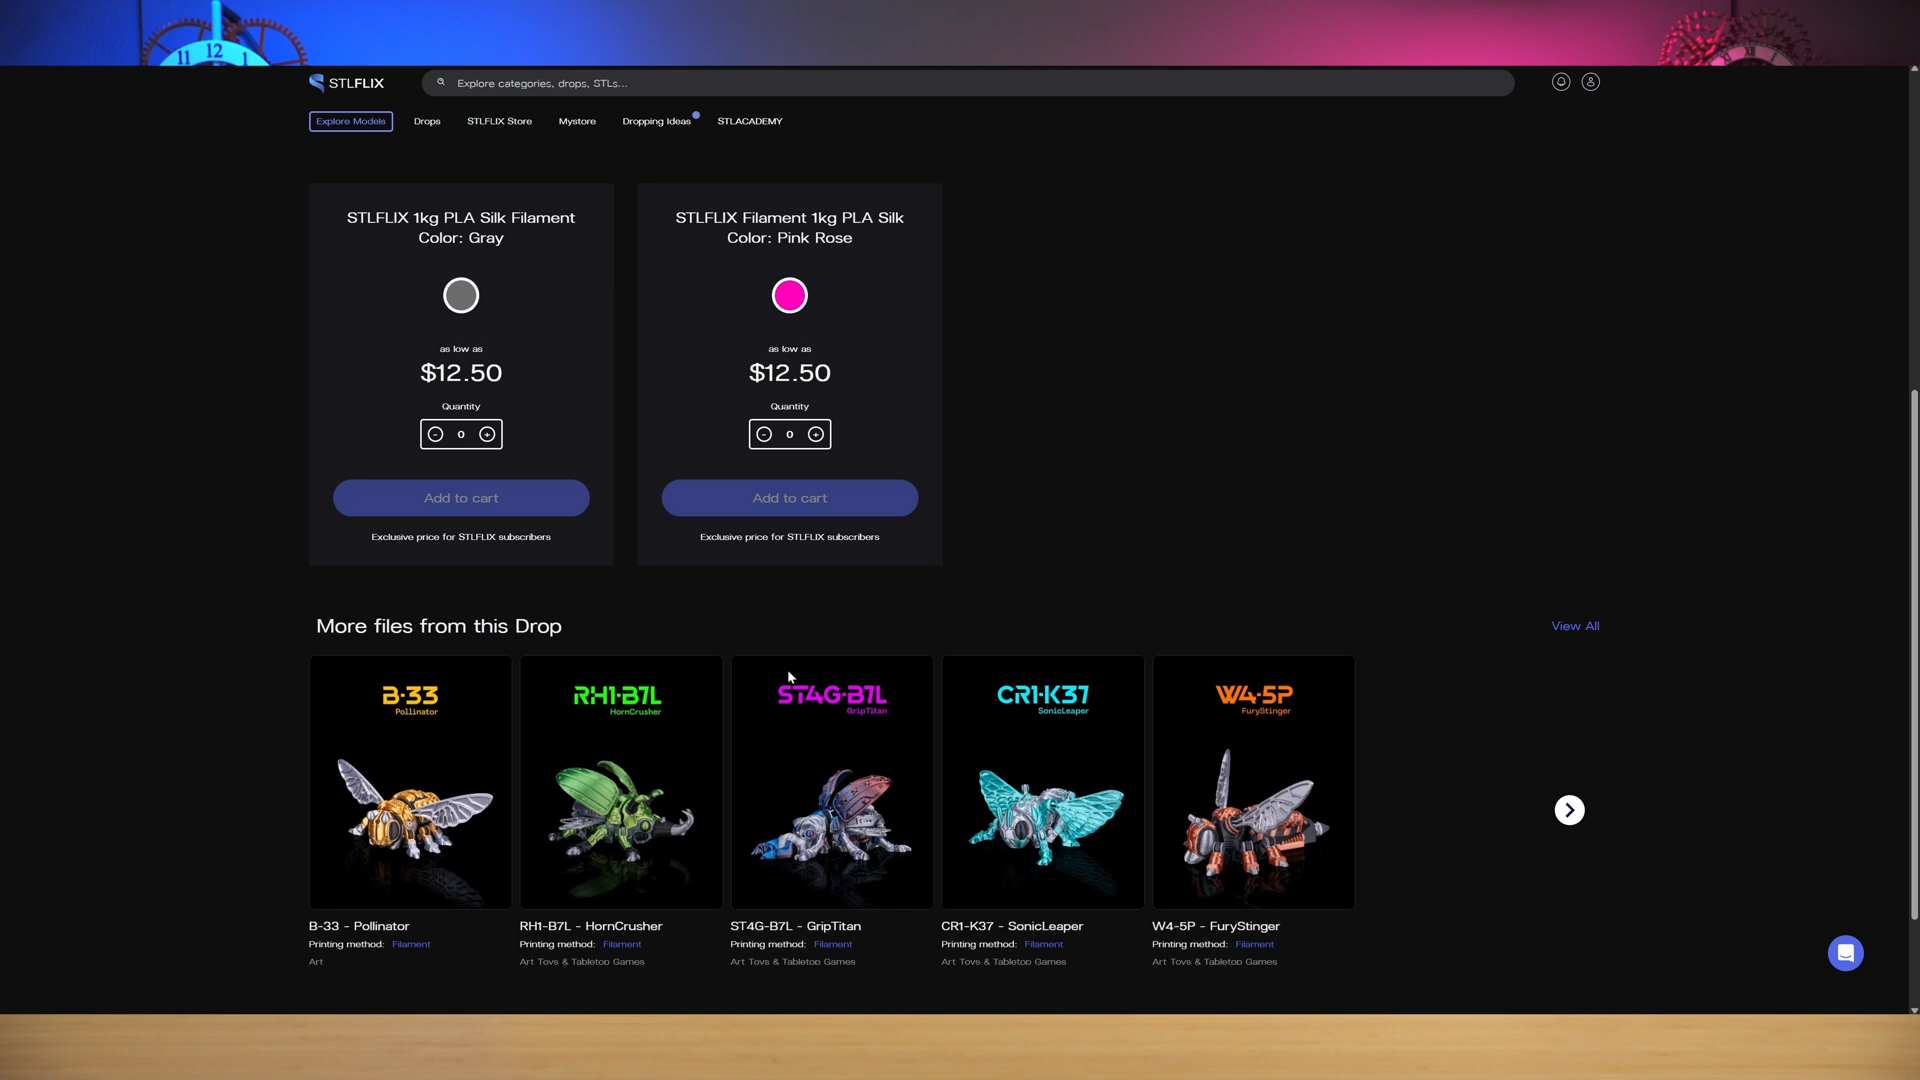 11 12 1
XII
STLFLIX
Explore categories, drops, STLs...
Explore Models Drops STLFLIX Store Mystore Dropping Ideas STLACADEMY
STLFLIX 1kg PLA Silk Filament
Color: Gray
as low as
$12.50
Quantity
- 0 +
Add to cart
Exclusive price for STLFLIX subscribers
STLFLIX Filament 1kg PLA Silk
Color: Pink Rose
as low as
$12.50
Quantity
- 0 +
Add to cart
Exclusive price for STLFLIX subscribers
More files from this Drop
View All
B-33
Pollinator
B-33 - Pollinator
Printing method: Filament
Art
RH1-B7L
HornCrusher
RH1-B7L - HornCrusher
Printing method: Filament
Art Toys & Tabletop Games
ST4G-B7L
GripTitan
ST4G-B7L - GripTitan
Printing method: Filament
Art Toys & Tabletop Games
CR1-K37
SonicLeaper
CR1-K37 - SonicLeaper
Printing method: Filament
Art Toys & Tabletop Games
W4-5P
FuryStinger
W4-5P - FuryStinger
Printing method: Filament
Art Toys & Tabletop Games